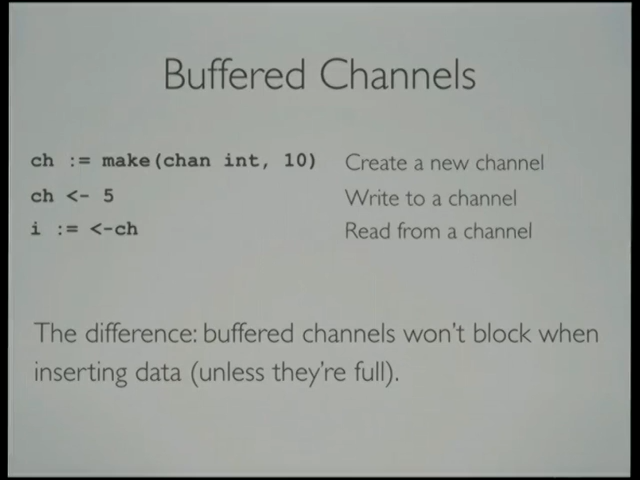 Buffered Channels
ch := make(chan int, 10) Create a new channel
ch <- 5 Write to a channel
i := <-ch Read from a channel
The difference: buffered channels won't block when
inserting data (unless they're full).